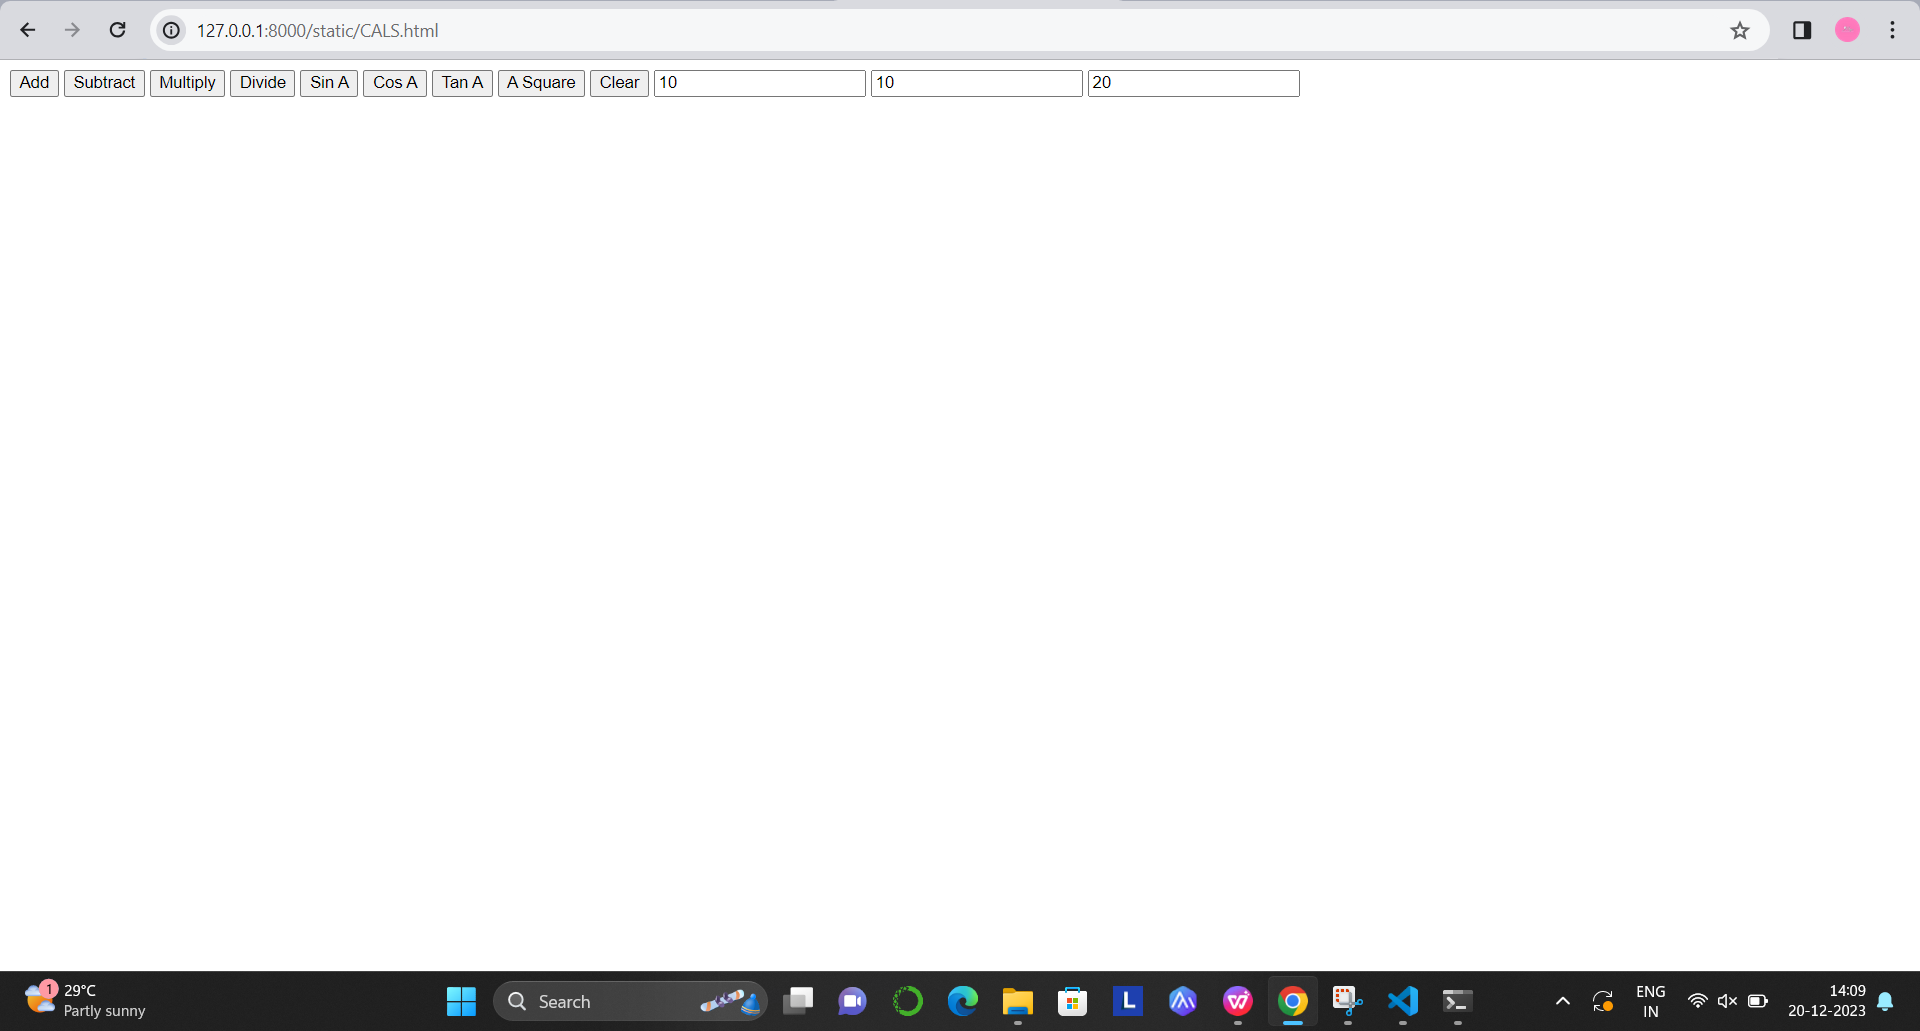 127.0.0.1:8000/static/CALS.html
Add Subtract Multiply Divide Sin A Cos A Tan A A Square Clear 10 10 20
1 29°C
Partly sunny
Search
L
ENG
IN
14:09
20-12-2023